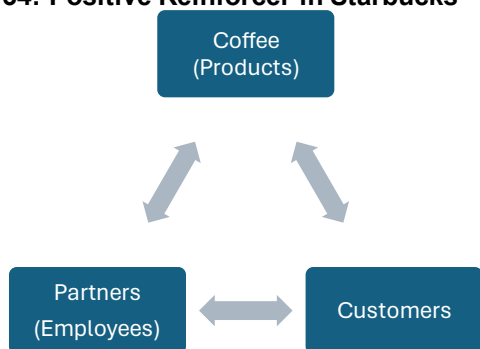 Positive Reinforcer in Starbucks
Coffee
(Products)
Partners
(Employees)
Customers